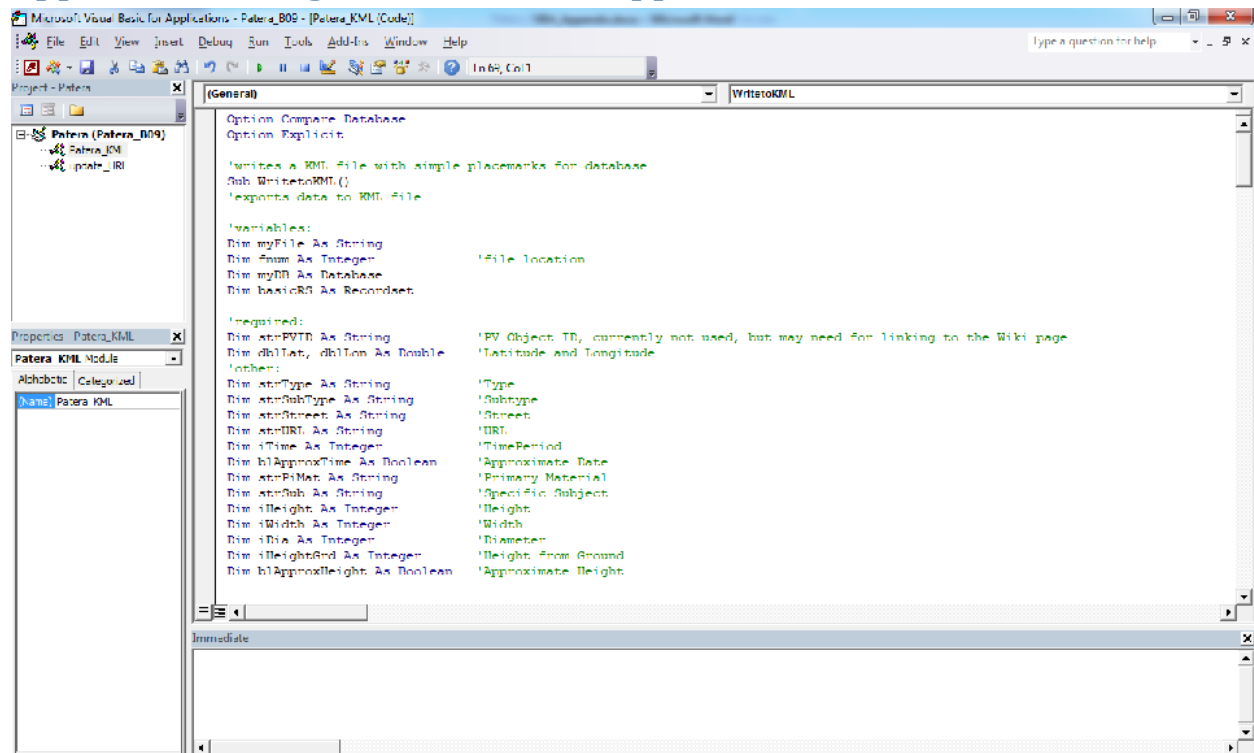 Microsoft Visual Basic for Applications - Patera_B09 - [Patera_KML (Code)]
File Edit View Insert Debug Run Tools Add-Ins Window Help
Type a question for help
Ln 69, Col 1
Project - Patera
(General)
WritetoKML
Patera (Patera_B09)
Patera_KML
update_URL
Option Compare Database
Option Explicit
'writes a KML file with simple placemarks for database
Sub WritetoKML()
'exports data to KML file
'variables:
Dim myFile As String
Dim fnum As Integer 'file location
Dim myDB As Database
Dim basicRS As Recordset
'required:
Dim strPVID As String 'PV Object ID, currently not used, but may need for linking to the Wiki page
Dim dblLat, dblLon As Double 'Latitude and Longitude
'other:
Dim strType As String 'Type
Dim strSubType As String 'Subtype
Dim strStreet As String 'Street
Dim strURL As String 'URL
Dim iTime As Integer 'TimePeriod
Dim blApproxTime As Boolean 'Approximate Date
Dim strPiMat As String 'Primary Material
Dim strSub As String 'Specific Subject
Dim iHeight As Integer 'Height
Dim iWidth As Integer 'Width
Dim iDia As Integer 'Diameter
Dim iHeightGrd As Integer 'Height from Ground
Dim blApproxHeight As Boolean 'Approximate Height
Properties - Patera_KML
Patera_KML Module
Alphabetic Categorized
(Name) Patera_KML
Immediate